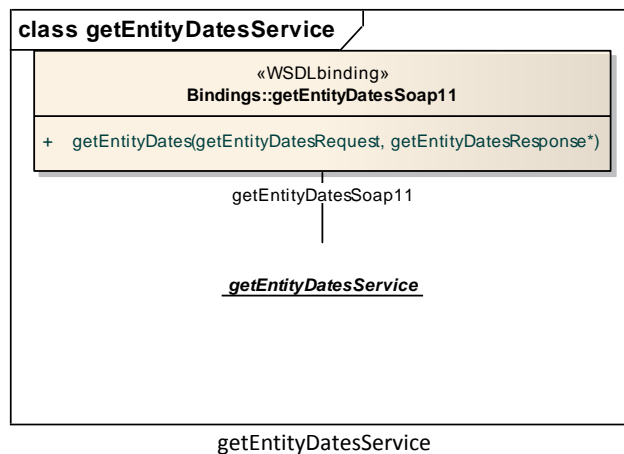 class getEntityDatesService
«WSDLbinding»
Bindings::getEntityDatesSoap11
+ getEntityDates(getEntityDatesRequest, getEntityDatesResponse*)
getEntityDatesSoap11
getEntityDatesService
getEntityDatesService